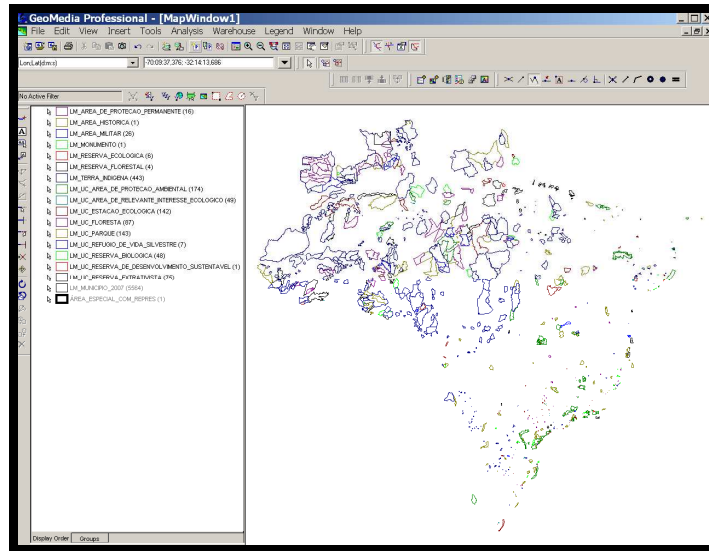 GeoMedia Professional - [MapWindow1]
File Edit View Insert Tools Analysis Warehouse Legend Window Help
Lon,Lat(d:m:s) -70:09:37,376; -32:14:13,686
No Active Filter
LM_AREA_DE_PROTECAO_PERMANENTE (16)
LM_AREA_HISTORICA (1)
LM_AREA_MILITAR (26)
LM_MONUMENTO (1)
LM_RESERVA_ECOLOGICA (6)
LM_RESERVA_FLORESTAL (4)
LM_TERRA_INDIGENA (443)
LM_UC_AREA_DE_PROTECAO_AMBIENTAL (174)
LM_UC_AREA_DE_RELEVANTE_INTERESSE_ECOLOGICO (49)
LM_UC_ESTACAO_ECOLOGICA (142)
LM_UC_FLORESTA (87)
LM_UC_PARQUE (143)
LM_UC_REFUGIO_DE_VIDA_SILVESTRE (7)
LM_UC_RESERVA_BIOLOGICA (48)
LM_UC_RESERVA_DE_DESENVOLVIMENTO_SUSTENTAVEL (1)
LM_UC_RESERVA_EXTRATIVISTA (75)
LM_MUNICIPIO_2007 (5564)
ÁREA_ESPECIAL_COM_REPRES (1)
Display Order Groups